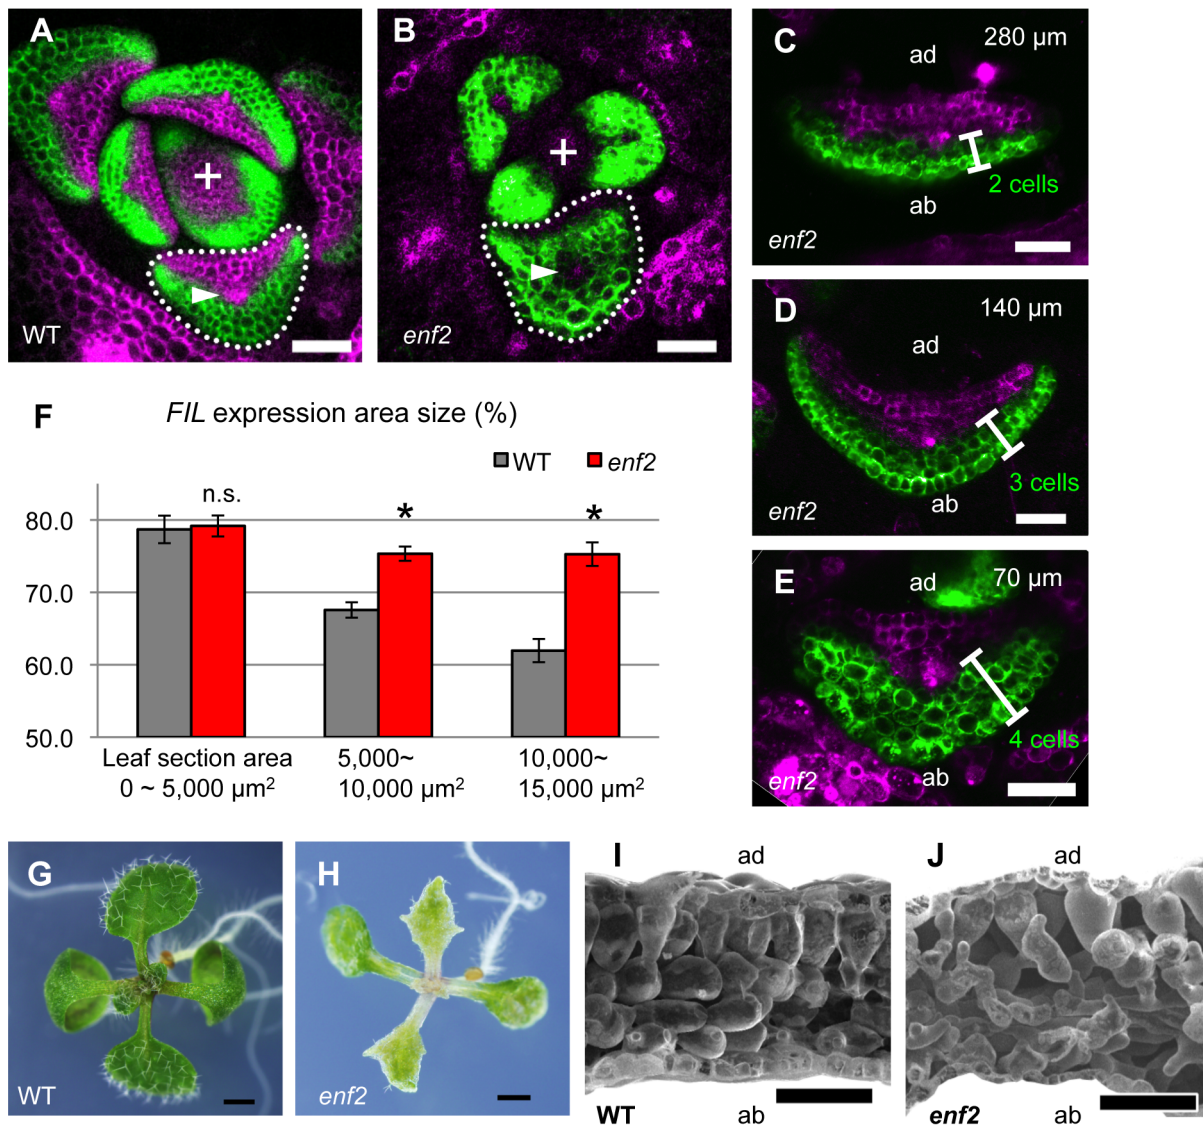 A
WT
B
enf2
C
280 µm
ad
2 cells
ab
enf2
D
140 µm
ad
3 cells
ab
enf2
E
70 µm
ad
4 cells
ab
enf2
F
FIL expression area size (%)
WT
enf2
80.0
70.0
60.0
50.0
n.s.
*
*
Leaf section area
0 ~ 5,000 µm²
5,000~
10,000 µm²
10,000~
15,000 µm²
G
WT
H
enf2
I
ad
WT
ab
J
ad
enf2
ab